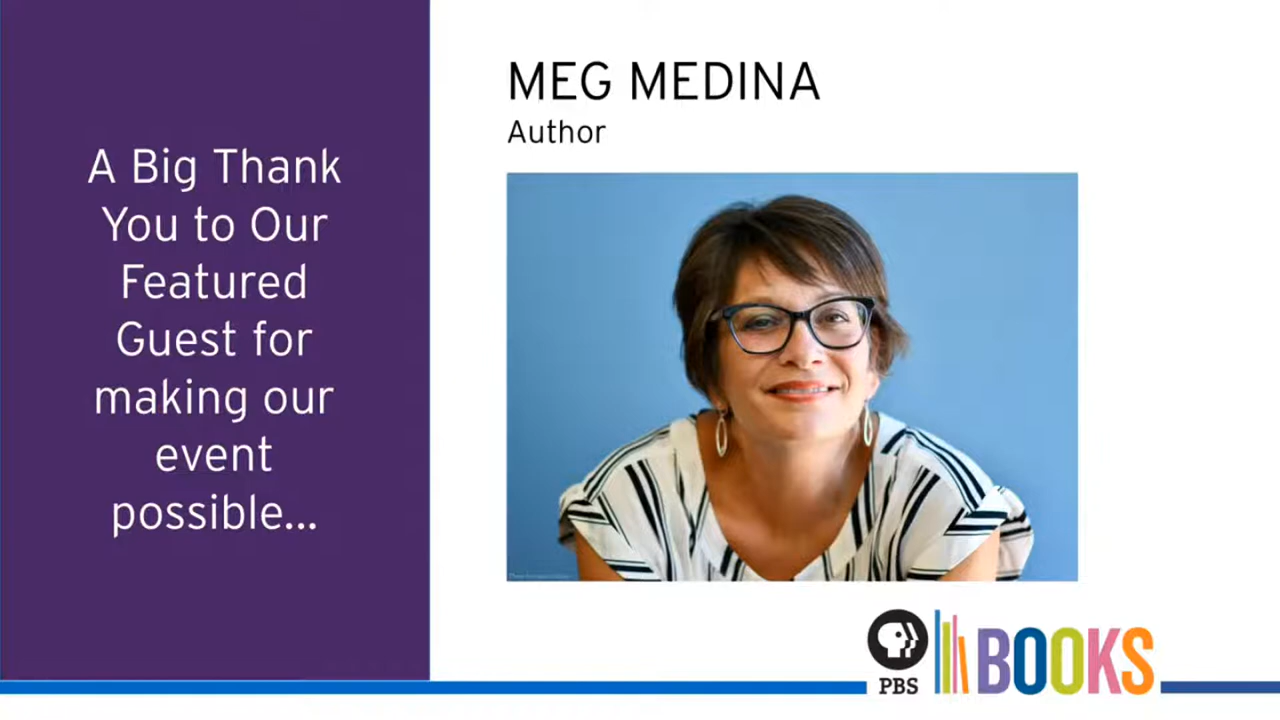 A Big Thank
You to Our
Featured
Guest for
making our
event
possible...
MEG MEDINA
Author
PBS
BOOKS